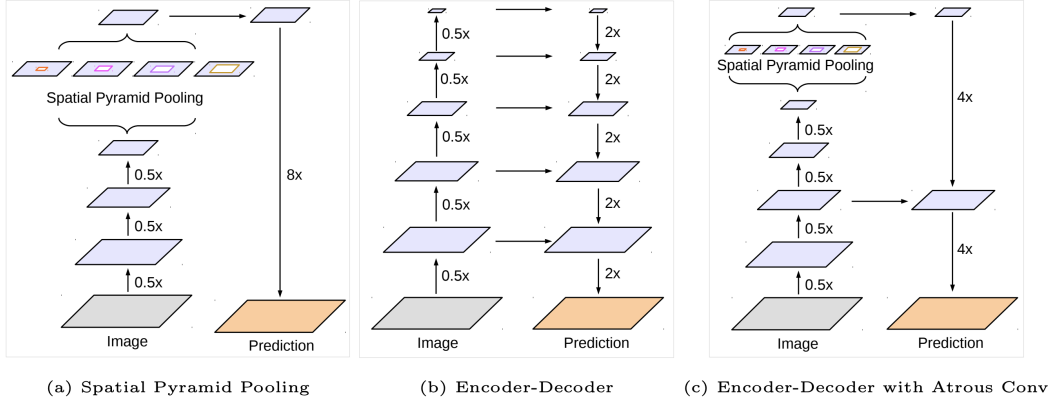 Spatial Pyramid Pooling
0.5x
0.5x
0.5x
8x
Image
Prediction
(a) Spatial Pyramid Pooling
0.5x
0.5x
0.5x
0.5x
0.5x
2x
2x
2x
2x
2x
Image
Prediction
(b) Encoder-Decoder
Spatial Pyramid Pooling
0.5x
0.5x
0.5x
0.5x
4x
4x
Image
Prediction
(c) Encoder-Decoder with Atrous Conv